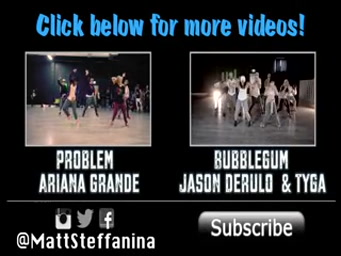 Click below for more videos!
PROBLEM
ARIANA GRANDE
BUBBLEGUM
JASON DERULO & TYGA
@MattSteffanina
Subscribe